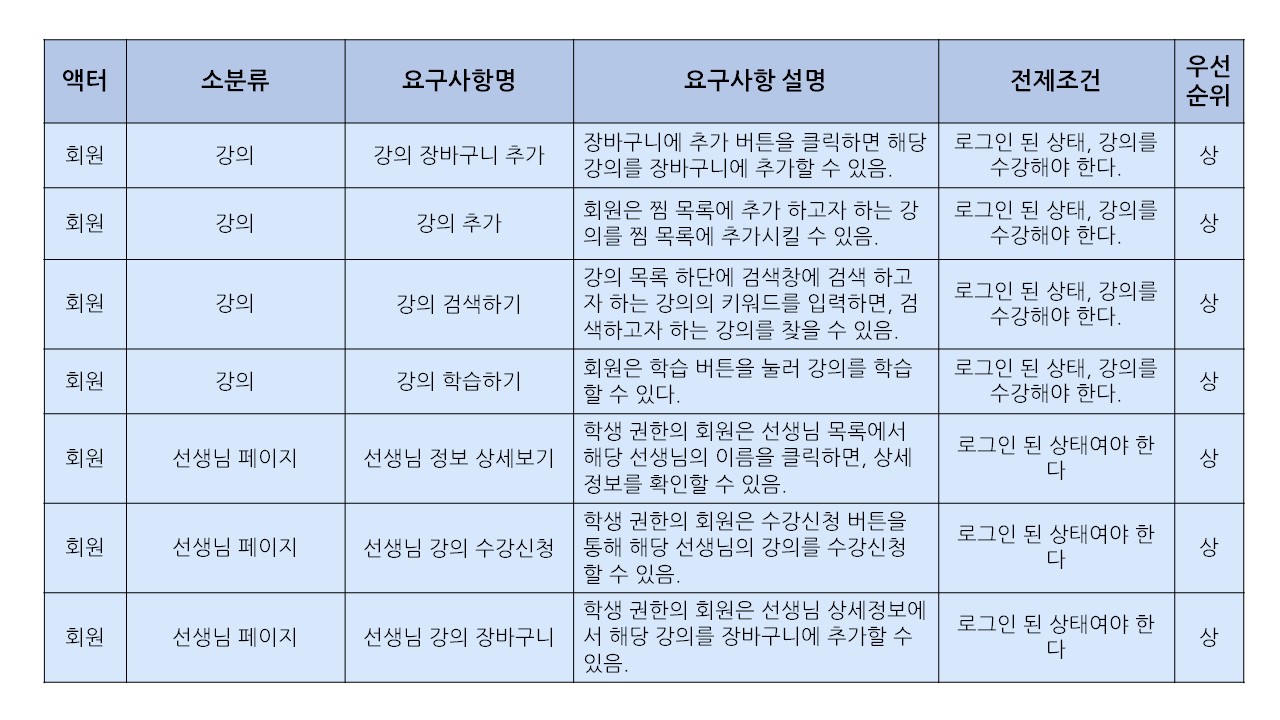 액터 소분류 요구사항명 요구사항 설명 전제조건 우선
순위
회원 강의 강의 장바구니 추가 장바구니에 추가 버튼을 클릭하면 해당
강의를 장바구니에 추가할 수 있음. 로그인 된 상태, 강의를
수강해야 한다. 상
회원 강의 강의 추가 회원은 찜 목록에 추가 하고자 하는 강
의를 찜 목록에 추가시킬 수 있음. 로그인 된 상태, 강의를
수강해야 한다. 상
회원 강의 강의 검색하기 강의 목록 하단에 검색창에 검색 하고
자 하는 강의의 키워드를 입력하면, 검
색하고자 하는 강의를 찾을 수 있음. 로그인 된 상태, 강의를
수강해야 한다. 상
회원 강의 강의 학습하기 회원은 학습 버튼을 눌러 강의를 학습
할 수 있다. 로그인 된 상태, 강의를
수강해야 한다. 상
회원 선생님 페이지 선생님 정보 상세보기 학생 권한의 회원은 선생님 목록에서
해당 선생님의 이름을 클릭하면, 상세
정보를 확인할 수 있음. 로그인 된 상태여야 한
다 상
회원 선생님 페이지 선생님 강의 수강신청 학생 권한의 회원은 수강신청 버튼을
통해 해당 선생님의 강의를 수강신청
할 수 있음. 로그인 된 상태여야 한
다 상
회원 선생님 페이지 선생님 강의 장바구니 학생 권한의 회원은 선생님 상세정보에
서 해당 강의를 장바구니에 추가할 수
있음. 로그인 된 상태여야 한
다 상